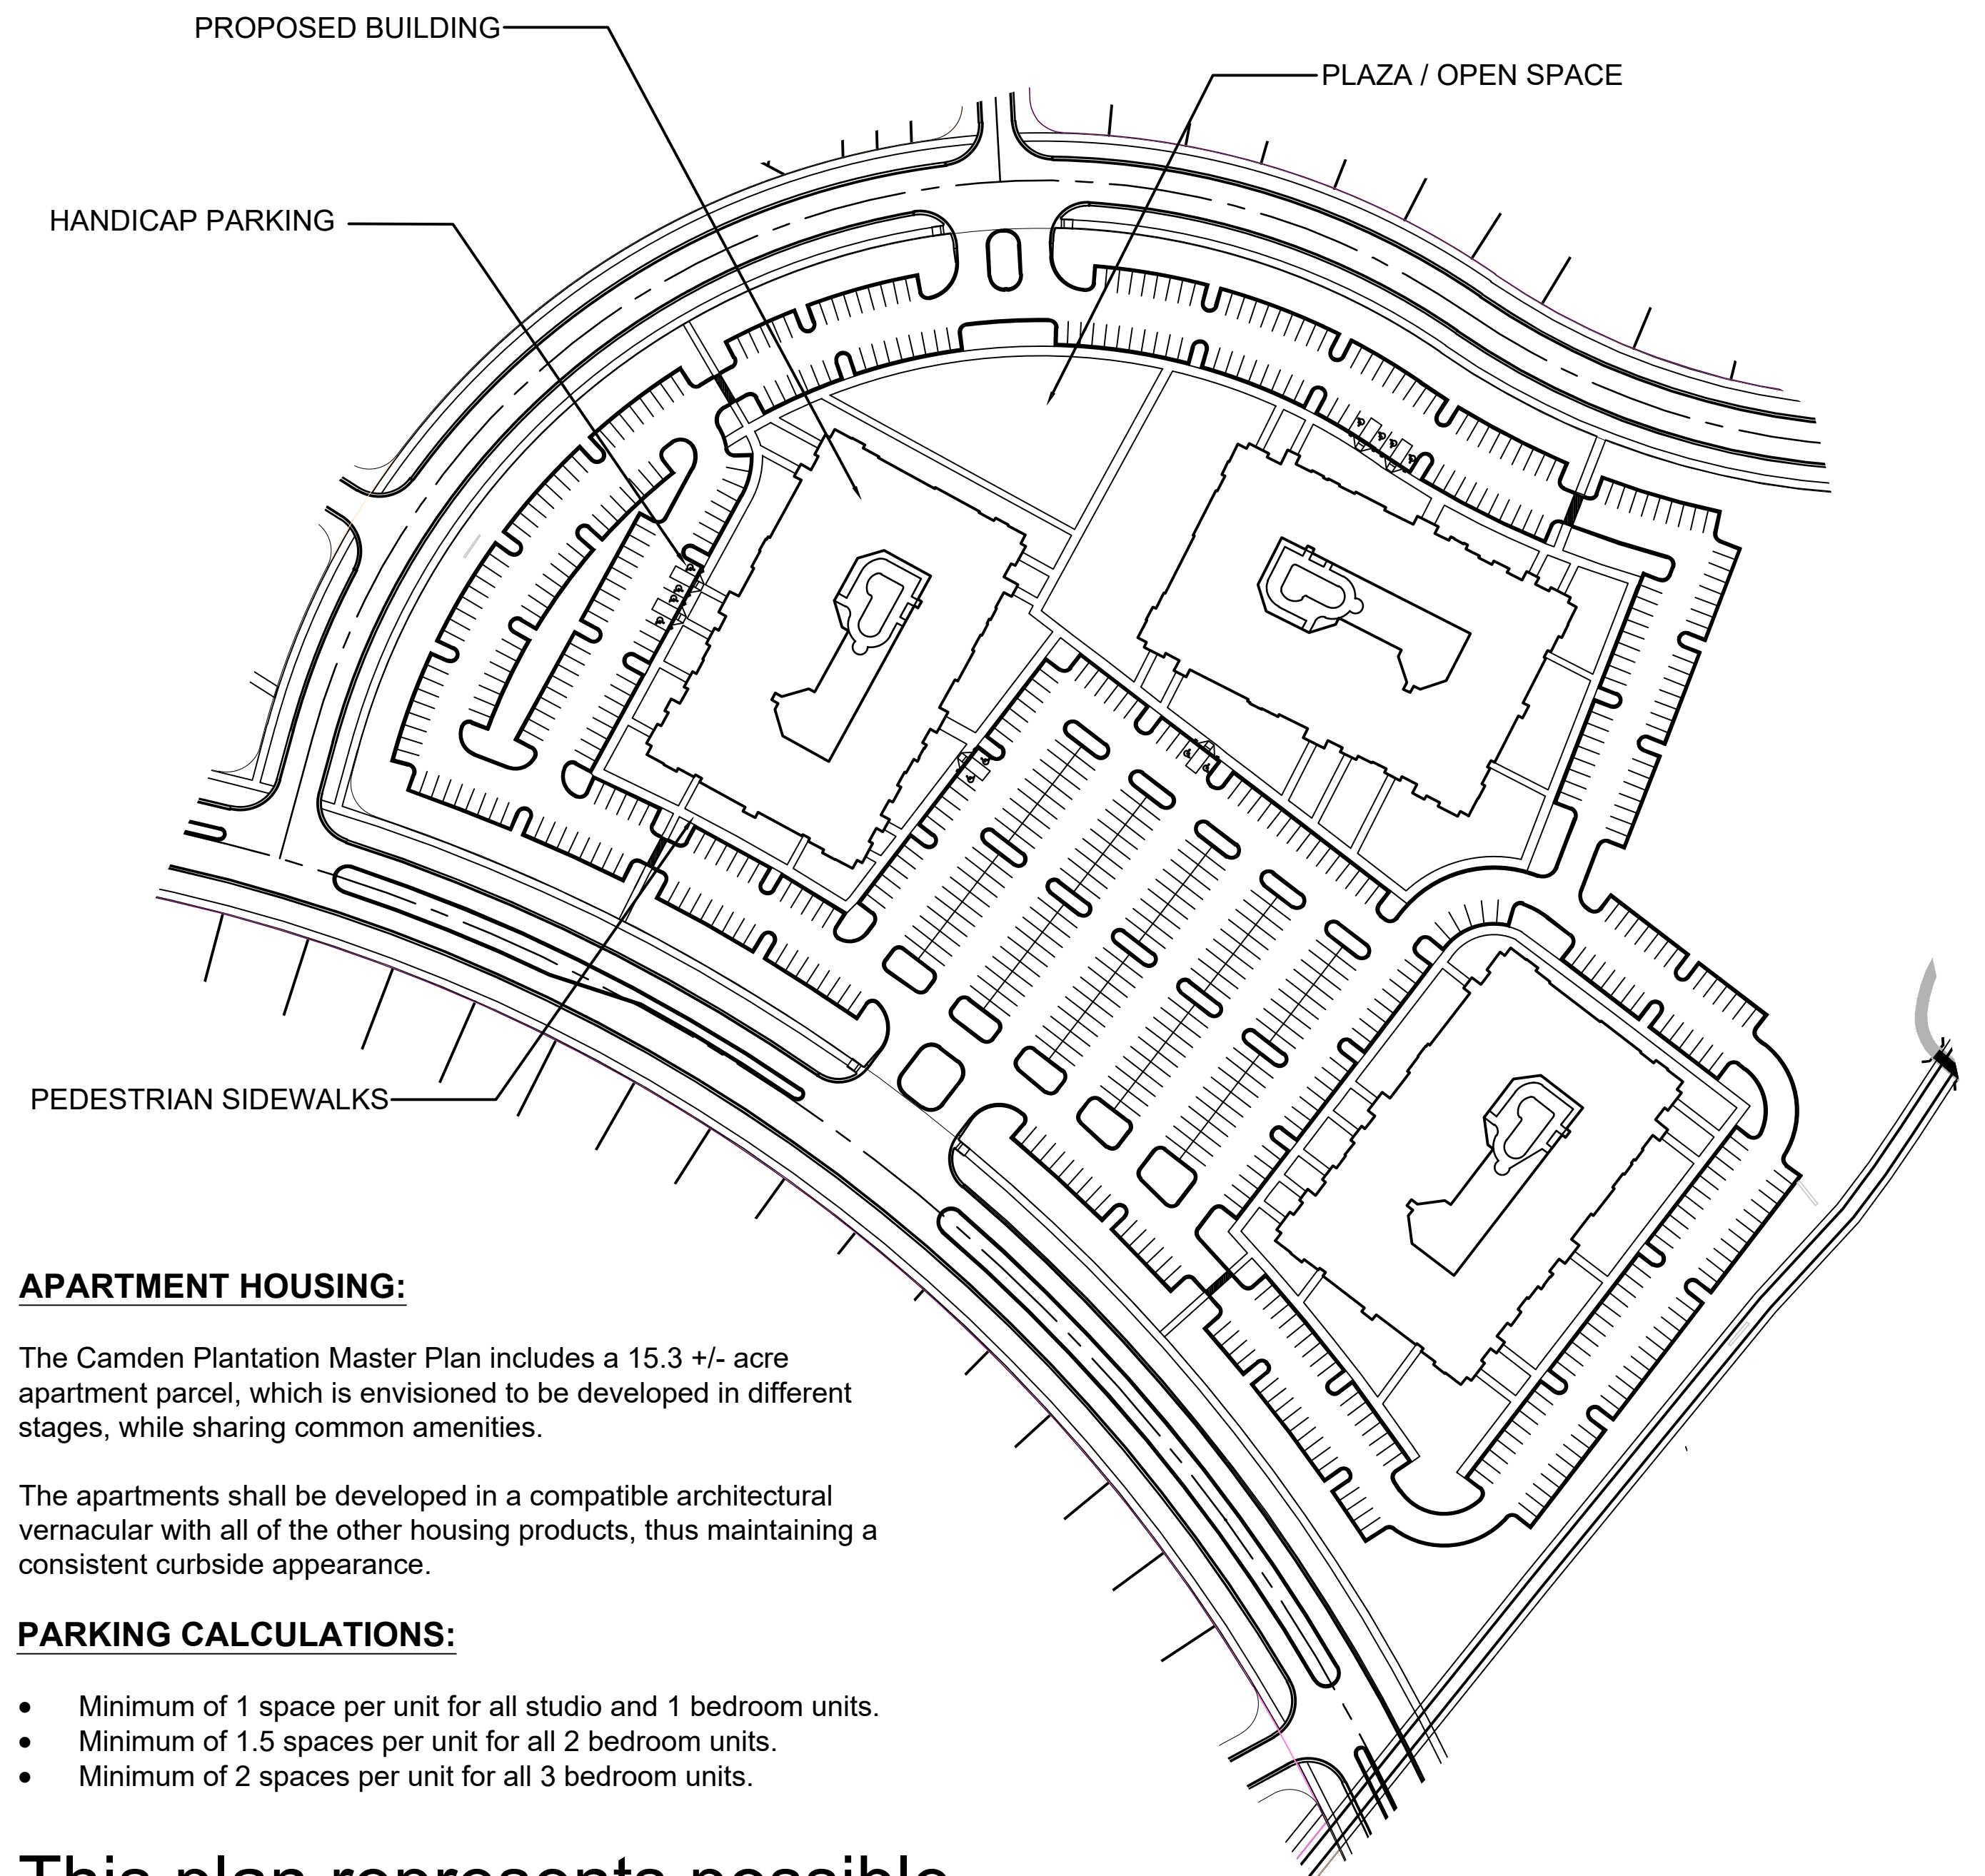 PROPOSED BUILDING
PLAZA / OPEN SPACE
HANDICAP PARKING
PEDESTRIAN SIDEWALKS
APARTMENT HOUSING:
The Camden Plantation Master Plan includes a 15.3 +/- acre
apartment parcel, which is envisioned to be developed in different
stages, while sharing common amenities.
The apartments shall be developed in a compatible architectural
vernacular with all of the other housing products, thus maintaining a
consistent curbside appearance.
PARKING CALCULATIONS:
• Minimum of 1 space per unit for all studio and 1 bedroom units.
• Minimum of 1.5 spaces per unit for all 2 bedroom units.
• Minimum of 2 spaces per unit for all 3 bedroom units.
This plan represents possible